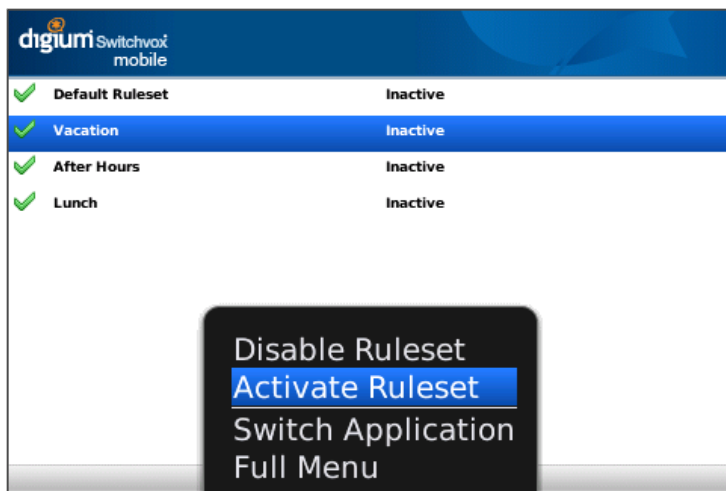 digium Switchvox
mobile
Default Ruleset Inactive
Vacation Inactive
After Hours Inactive
Lunch Inactive
Disable Ruleset
Activate Ruleset
Switch Application
Full Menu